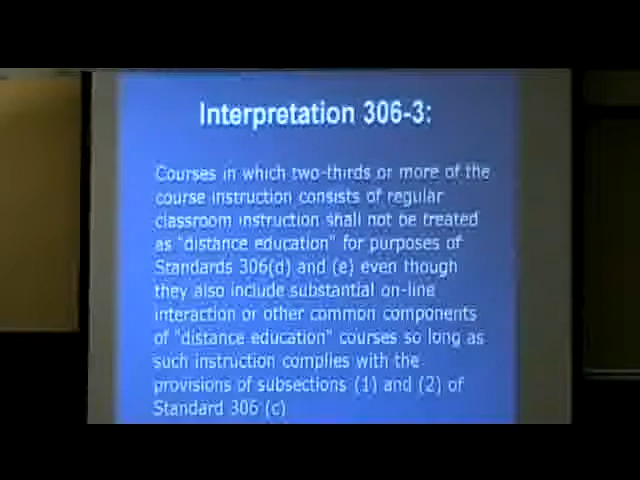 Interpretation 306-3:
Courses in which two-thirds or more of the
course instruction consists of regular
classroom instruction shall not be treated
as "distance education" for purposes of
Standards 306(d) and (e) even though
they also include substantial on-line
interaction or other common components
of "distance education" courses so long as
such instruction complies with the
provisions of subsections (1) and (2) of
Standard 306 (c)